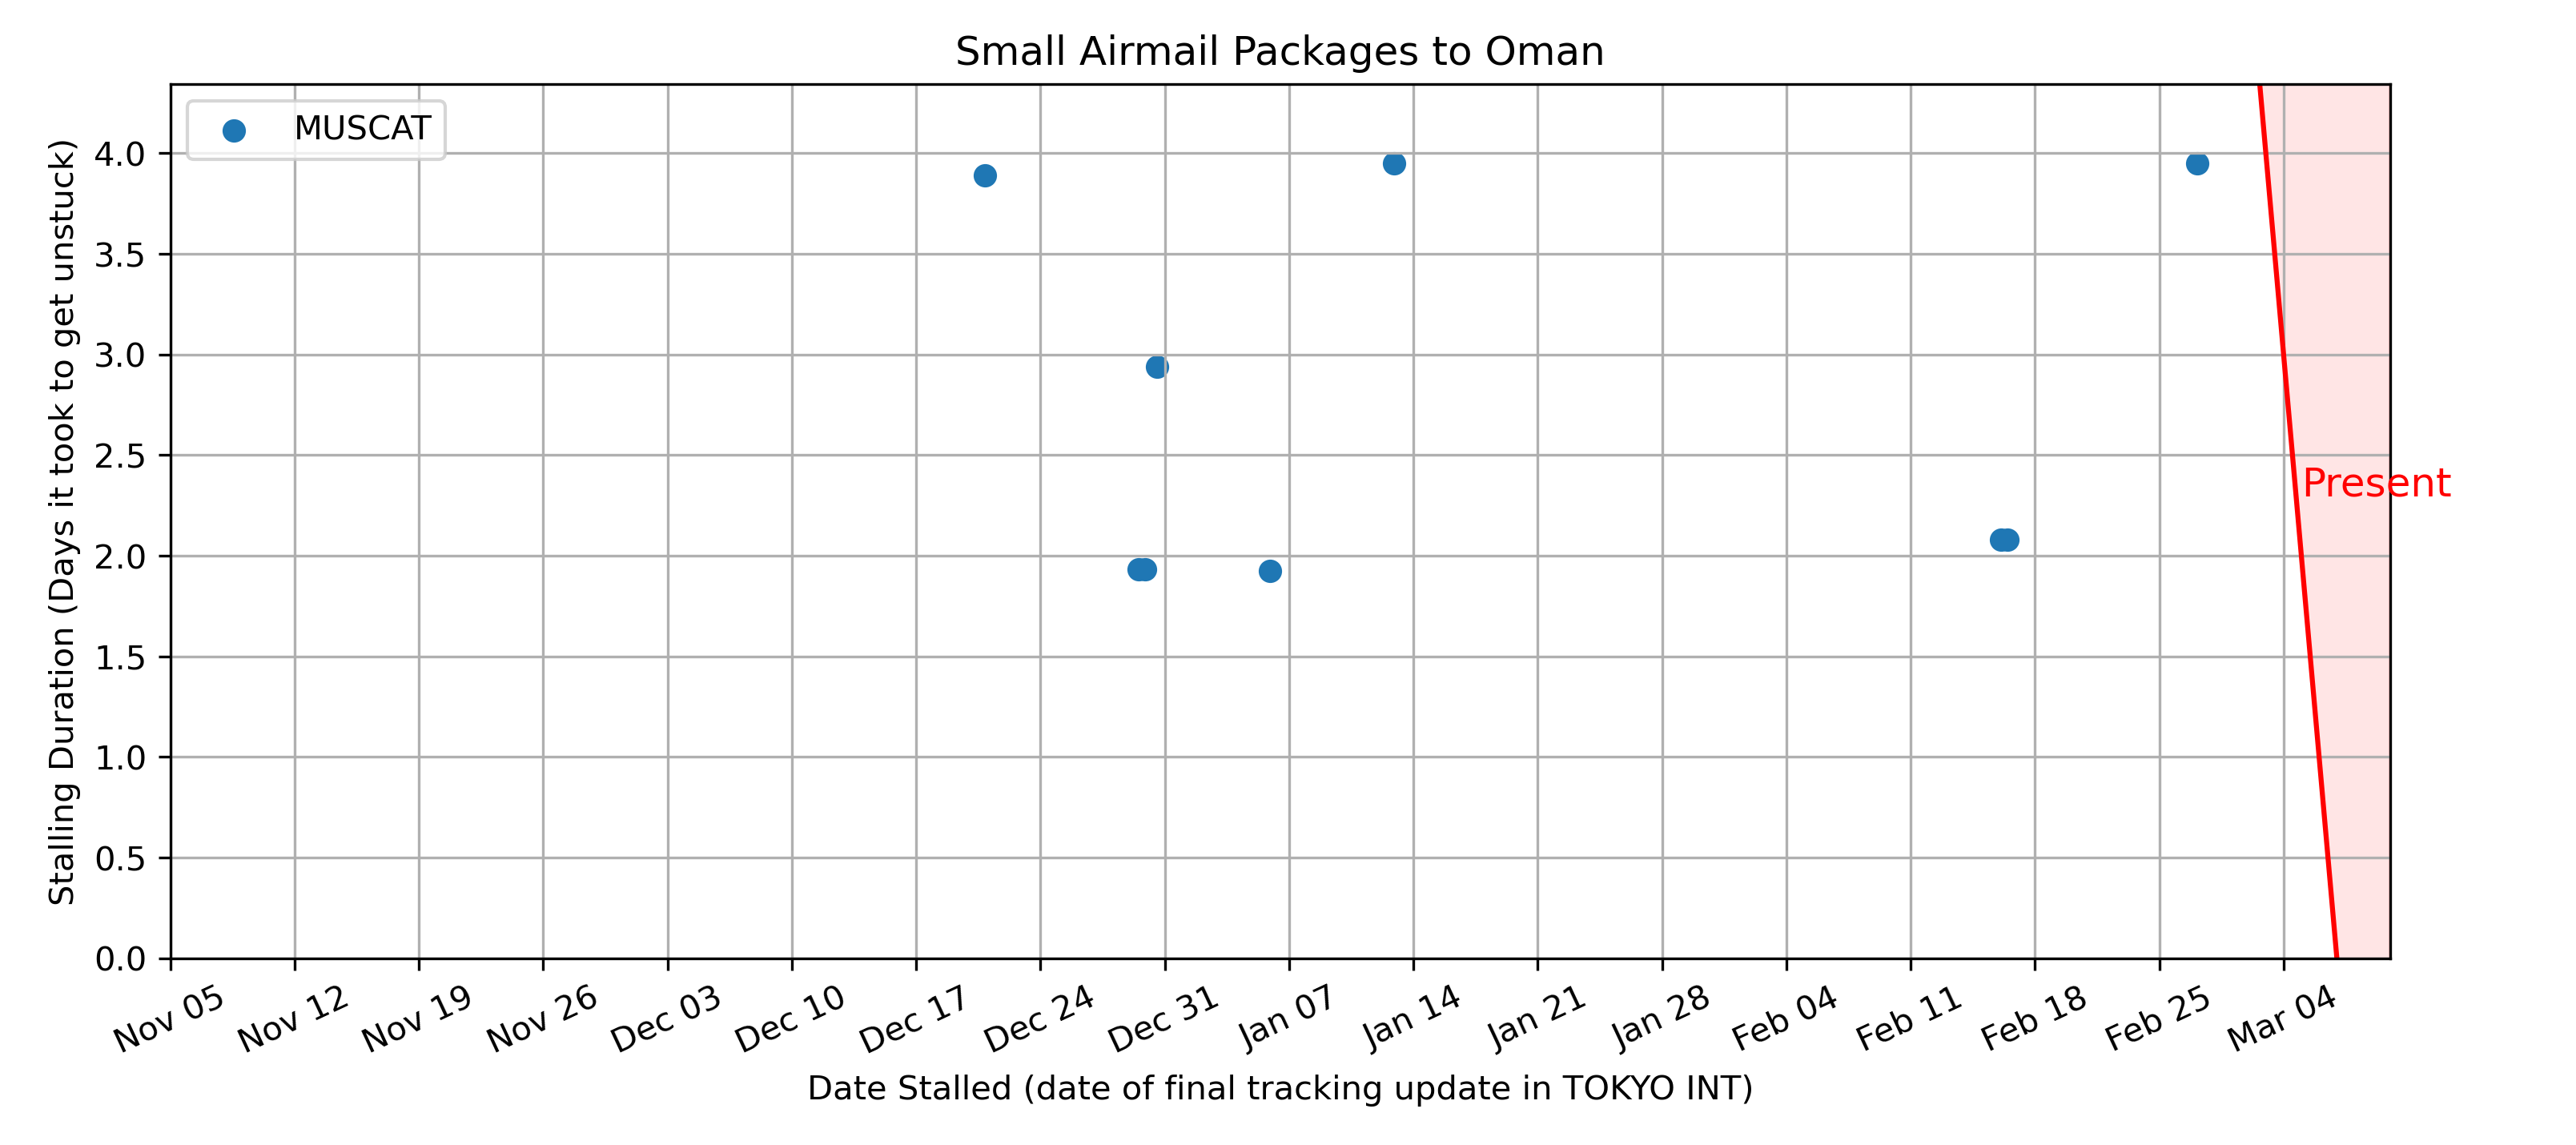 Small Airmail Packages to Oman
MUSCAT
Stalling Duration (Days it took to get unstuck)
4.0
3.5
3.0
2.5
2.0
1.5
1.0
0.5
0.0
Present
Nov 05 Nov 12 Nov 19 Nov 26 Dec 03 Dec 10 Dec 17 Dec 24 Dec 31 Jan 07 Jan 14 Jan 21 Jan 28 Feb 04 Feb 11 Feb 18 Feb 25 Mar 04
Date Stalled (date of final tracking update in TOKYO INT)